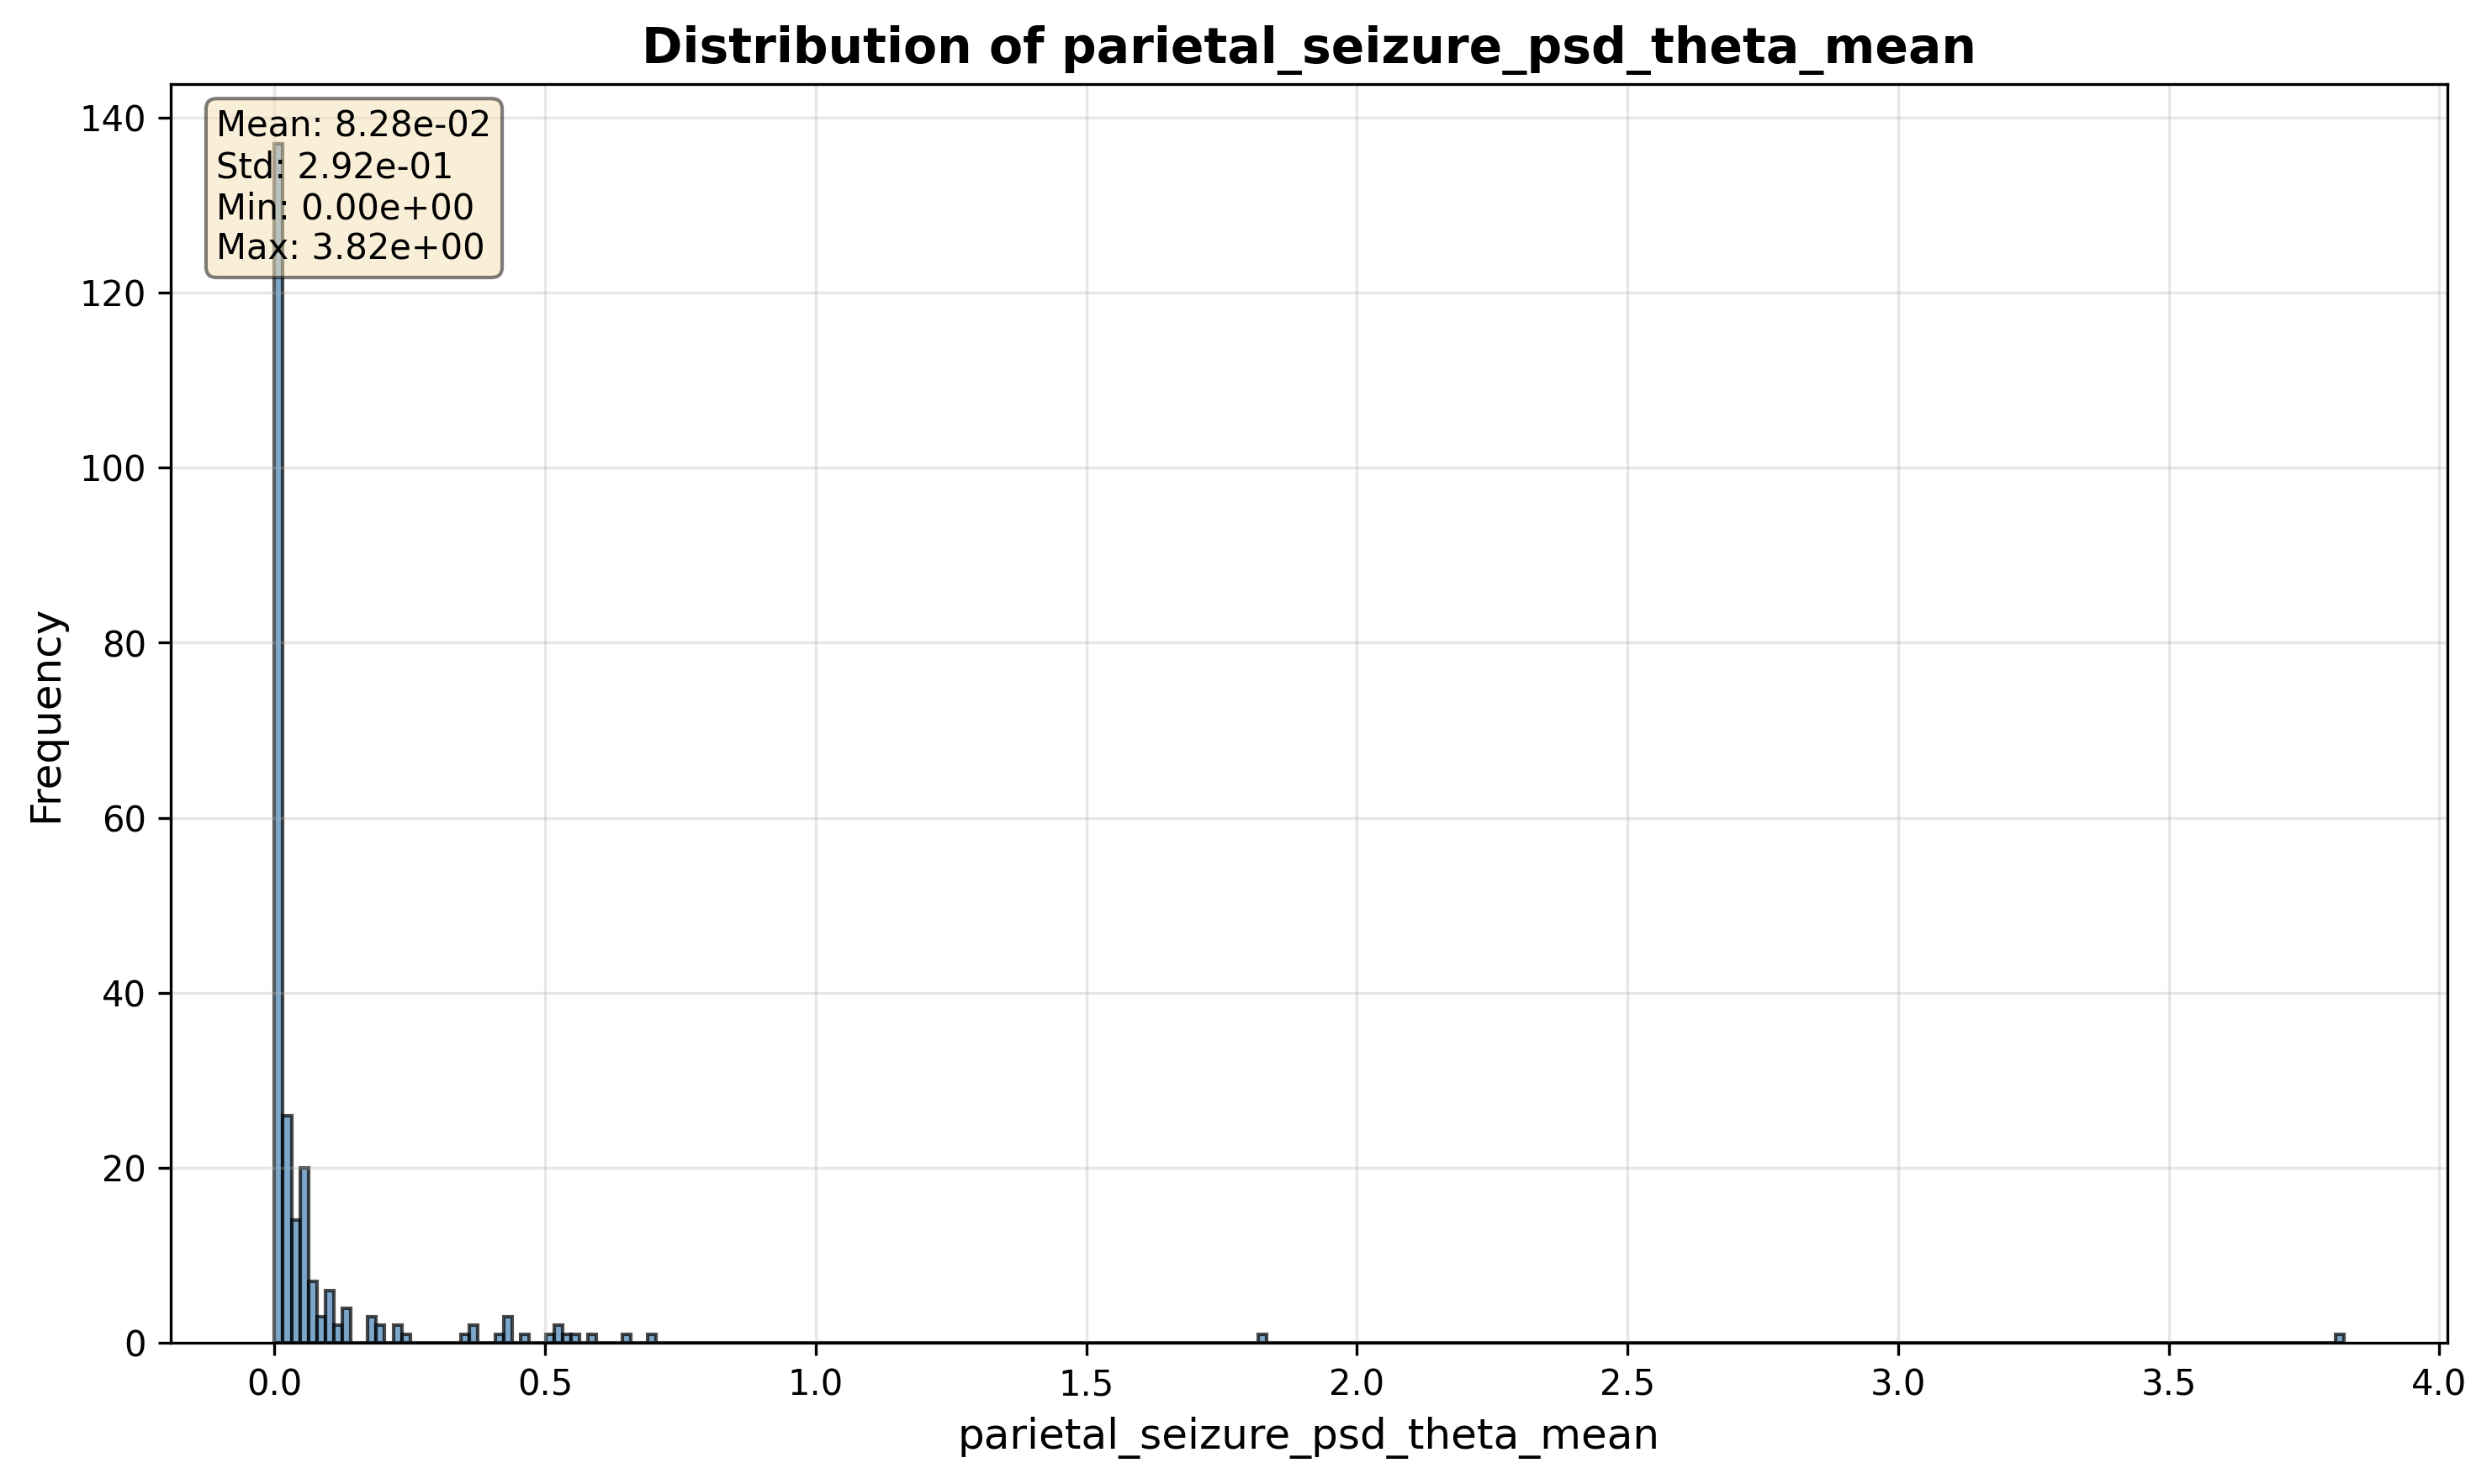 Distribution of parietal_seizure_psd_theta_mean
Mean: 8.28e-02
Std: 2.92e-01
Min: 0.00e+00
Max: 3.82e+00
140
120
100
80
60
40
20
0
Frequency
0.0 0.5 1.0 1.5 2.0 2.5 3.0 3.5 4.0
parietal_seizure_psd_theta_mean